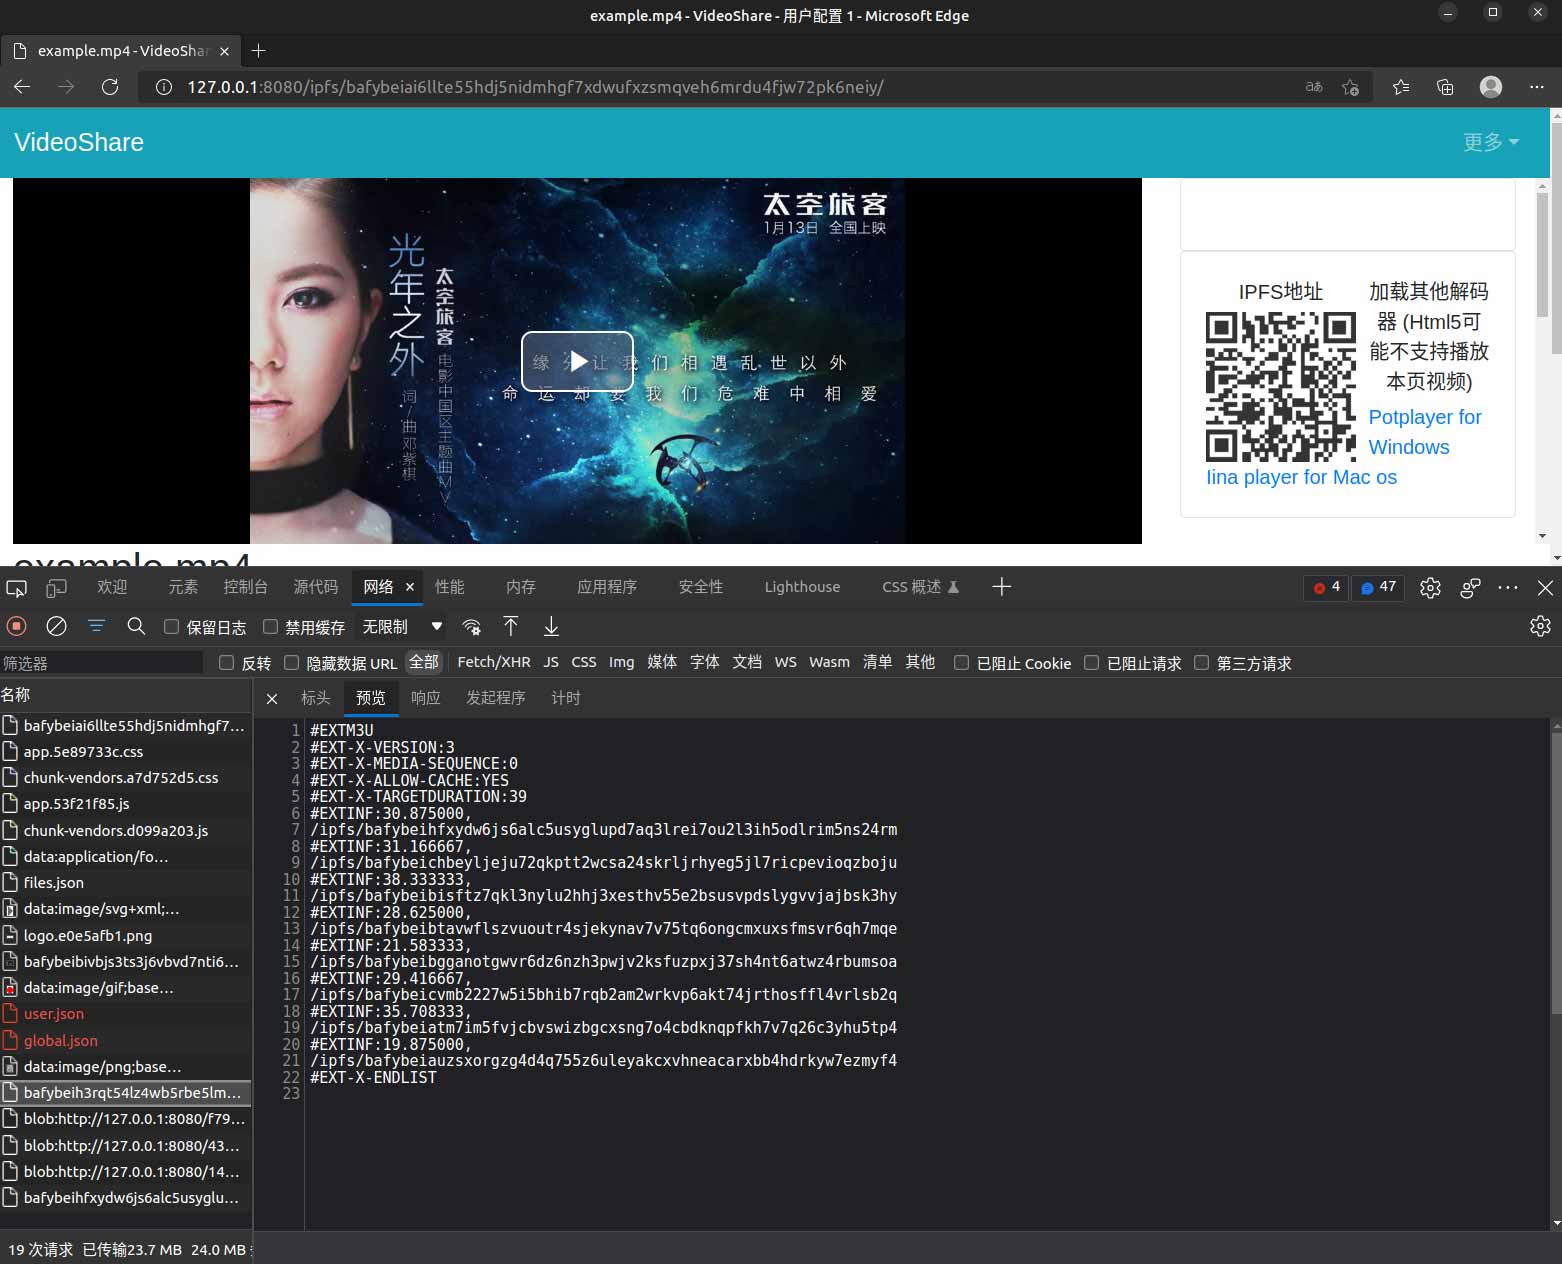 example.mp4 - VideoShare - 用户配置 1 - Microsoft Edge
example.mp4 - VideoShar
127.0.0.1:8080/ipfs/bafybeiai6llte55hdj5nidmhgf7xdwufxzsmqveh6mrdu4fjw72pk6neiy/
VideoShare
更多
太空旅客
1月13日 全国上映
光年之外
太空旅客
电影中国区主题曲MV
词/曲邓紫棋
缘分让我们相遇乱世以外
命运却要我们危难中相爱
IPFS地址
加载其他解码器 (Html5可能不支持播放本页视频)
Potplayer for Windows
Iina player for Mac os
example.mp4
欢迎 元素 控制台 源代码 网络 性能 内存 应用程序 安全性 Lighthouse CSS 概述 4 47
保留日志 禁用缓存 无限制
筛选器 反转 隐藏数据 URL 全部 Fetch/XHR JS CSS Img 媒体 字体 文档 WS Wasm 清单 其他 已阻止 Cookie 已阻止请求 第三方请求
名称
标头 预览 响应 发起程序 计时
bafybeiai6llte55hdj5nidmhgf7...
app.5e89733c.css
chunk-vendors.a7d752d5.css
app.53f21f85.js
chunk-vendors.d099a203.js
data:application/fo...
files.json
data:image/svg+xml;...
logo.e0e5afb1.png
bafybeibivbjs3ts3j6vbvd7nti6...
data:image/gif;base...
user.json
global.json
data:image/png;base...
bafybeih3rqt54lz4wb5rbe5lm...
blob:http://127.0.0.1:8080/f79...
blob:http://127.0.0.1:8080/43...
blob:http://127.0.0.1:8080/14...
bafybeihfxydw6js6alc5usyglu...
1 #EXTM3U
2 #EXT-X-VERSION:3
3 #EXT-X-MEDIA-SEQUENCE:0
4 #EXT-X-ALLOW-CACHE:YES
5 #EXT-X-TARGETDURATION:39
6 #EXTINF:30.875000,
7 /ipfs/bafybeihfxydw6js6alc5usyglupd7aq3lrei7ou2l3ih5odlrim5ns24rm
8 #EXTINF:31.166667,
9 /ipfs/bafybeichbeyljeju72qkptt2wcsa24skrljrhyeg5jl7ricpevioqzboju
10 #EXTINF:38.333333,
11 /ipfs/bafybeibisftz7qkl3nylu2hhj3xesthv55e2bsusvpdslygvvjajbsk3hy
12 #EXTINF:28.625000,
13 /ipfs/bafybeibtavwflszvuoutr4sjekynav7v75tq6ongcmxuxsfmsvr6qh7mqe
14 #EXTINF:21.583333,
15 /ipfs/bafybeibgganotgwvr6dz6nzh3pwjv2ksfuzpxj37sh4nt6atwz4rbumsoa
16 #EXTINF:29.416667,
17 /ipfs/bafybeicvmb2227w5i5bhib7rqb2am2wrkvp6akt74jrthosffl4vrlsb2q
18 #EXTINF:35.708333,
19 /ipfs/bafybeiatm7im5fvjcbvswizbgcxsng7o4cbdknqpfkh7v7q26c3yhu5tp4
20 #EXTINF:19.875000,
21 /ipfs/bafybeiauzsxorgzg4d4q755z6uleyakcxvhneacarxbb4hdrkyw7ezmyf4
22 #EXT-X-ENDLIST
23
19 次请求 已传输23.7 MB 24.0 MB